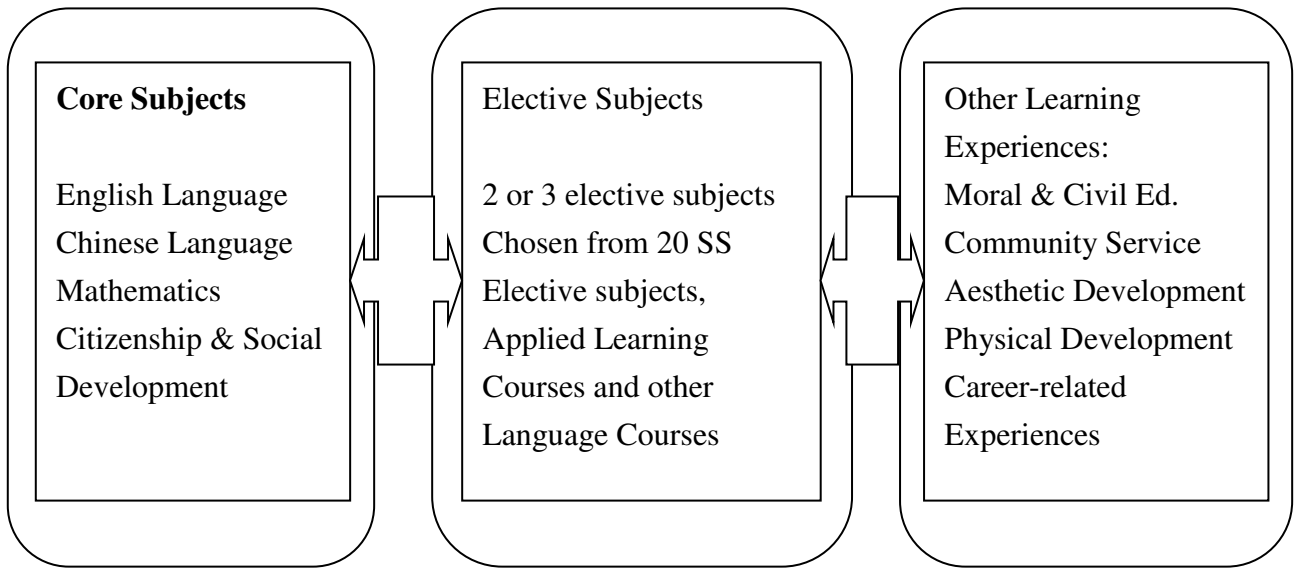 Core Subjects
English Language
Chinese Language
Mathematics
Citizenship & Social
Development
Elective Subjects
2 or 3 elective subjects
Chosen from 20 SS
Elective subjects,
Applied Learning
Courses and other
Language Courses
Other Learning
Experiences:
Moral & Civil Ed.
Community Service
Aesthetic Development
Physical Development
Career-related
Experiences